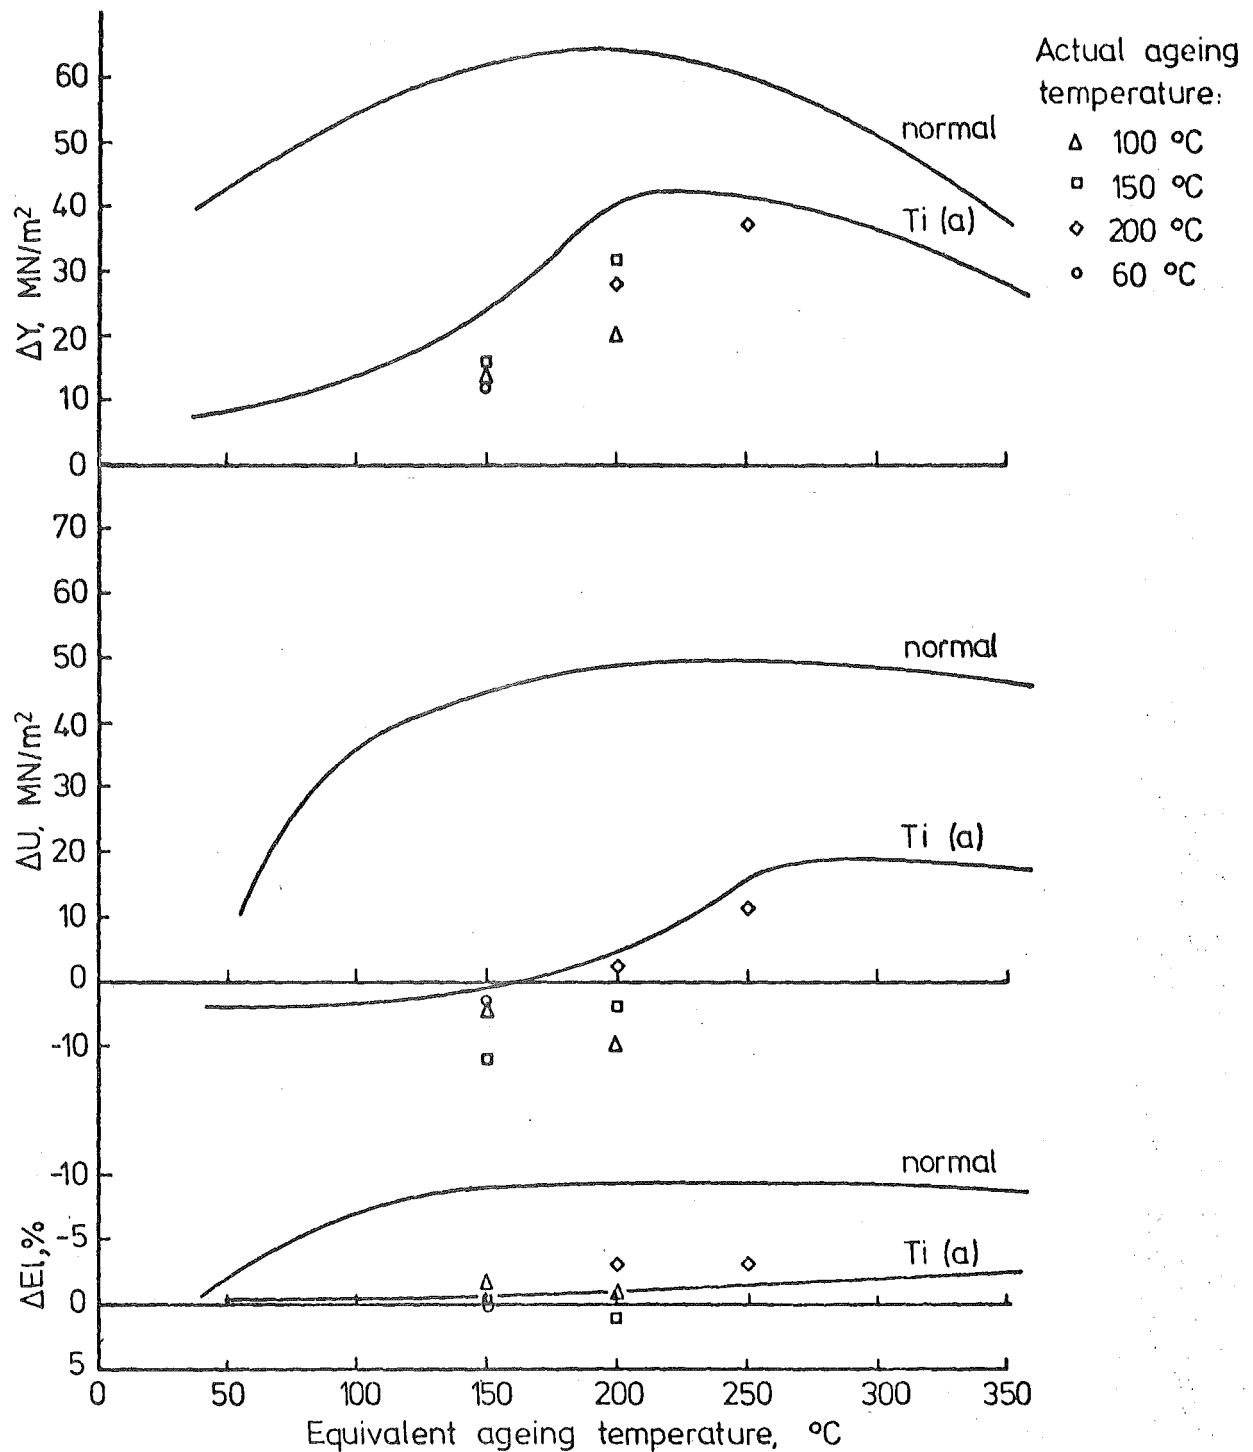 Actual ageing
temperature:
△ 100 °C
□ 150 °C
◇ 200 °C
○ 60 °C
ΔY, MN/m²
60
50
40
30
20
10
0
normal
Ti (a)
ΔU, MN/m²
70
60
50
40
30
20
10
0
-10
normal
Ti (a)
ΔEl,%
-10
-5
0
5
normal
Ti (a)
0 50 100 150 200 250 300 350
Equivalent ageing temperature, °C